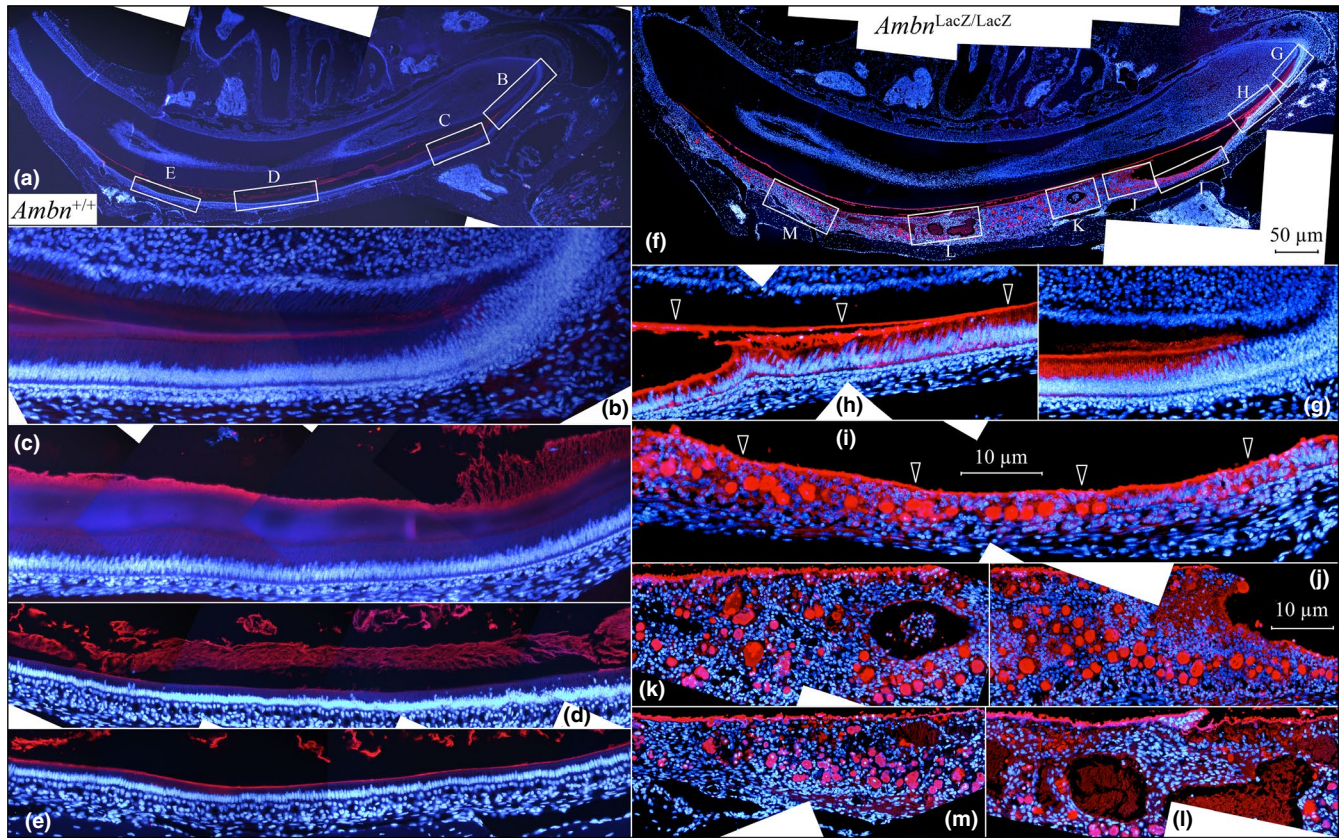 (a)
Ambn+/+
B
C
D
E
(b)
(c)
(d)
(e)
AmbnLacZ/LacZ
(f)
G
H
I
J
K
L
M
50 µm
(h)
(g)
(i)
10 µm
(j)
10 µm
(k)
(m)
(l)